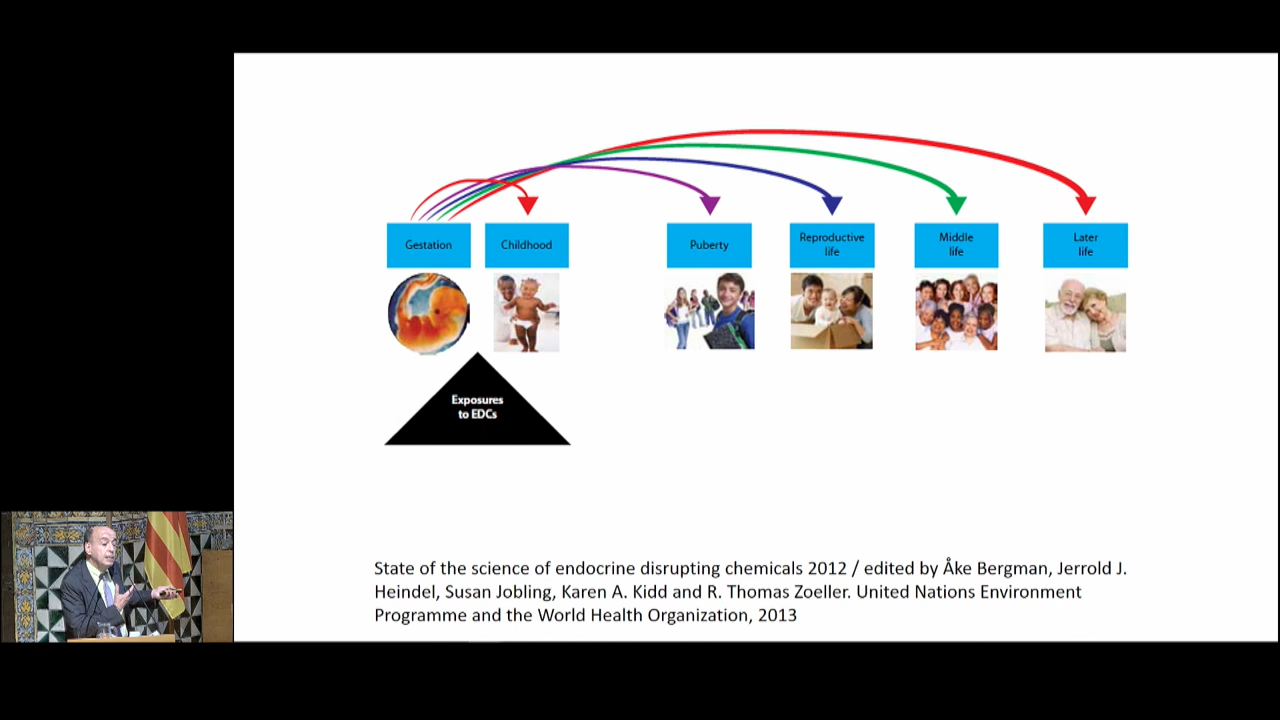 Gestation
Childhood
Puberty
Reproductive
life
Middle
life
Later
life
Exposures
to EDCs
State of the science of endocrine disrupting chemicals 2012 / edited by Åke Bergman, Jerrold J.
Heindel, Susan Jobling, Karen A. Kidd and R. Thomas Zoeller. United Nations Environment
Programme and the World Health Organization, 2013